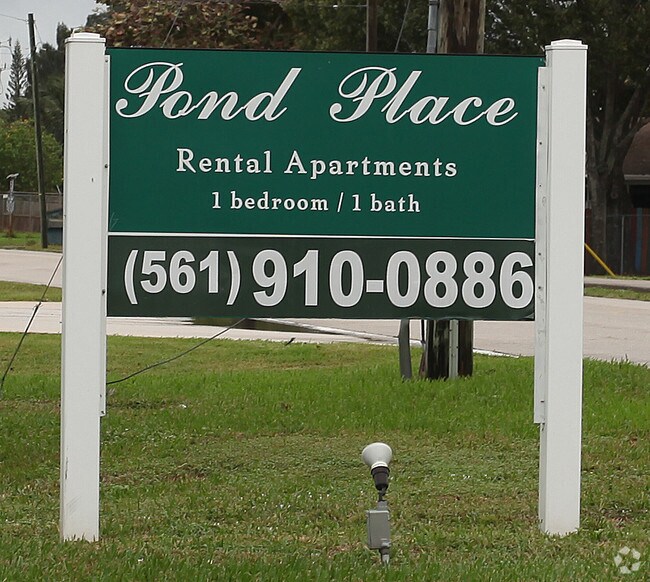 Pond Place
Rental Apartments
1 bedroom / 1 bath
(561) 910-0886